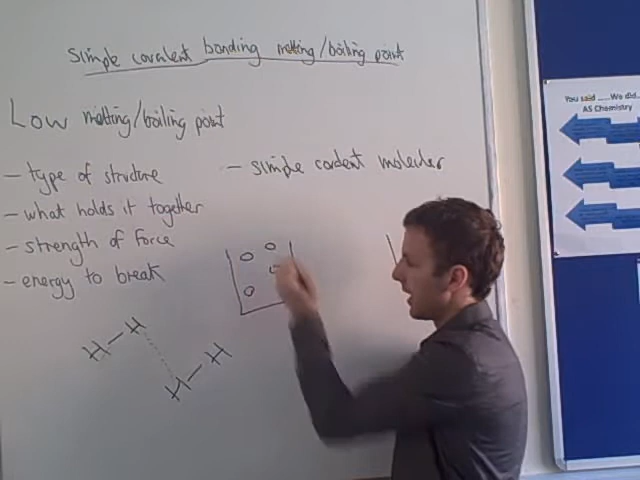 Simple covalent bonding melting/boiling point
Low melting/boiling point
- type of structure
- simple covalent molecular
- what holds it together
- strength of force
- energy to break
H-H
H-H
You said ..... We did..
AS Chemistry